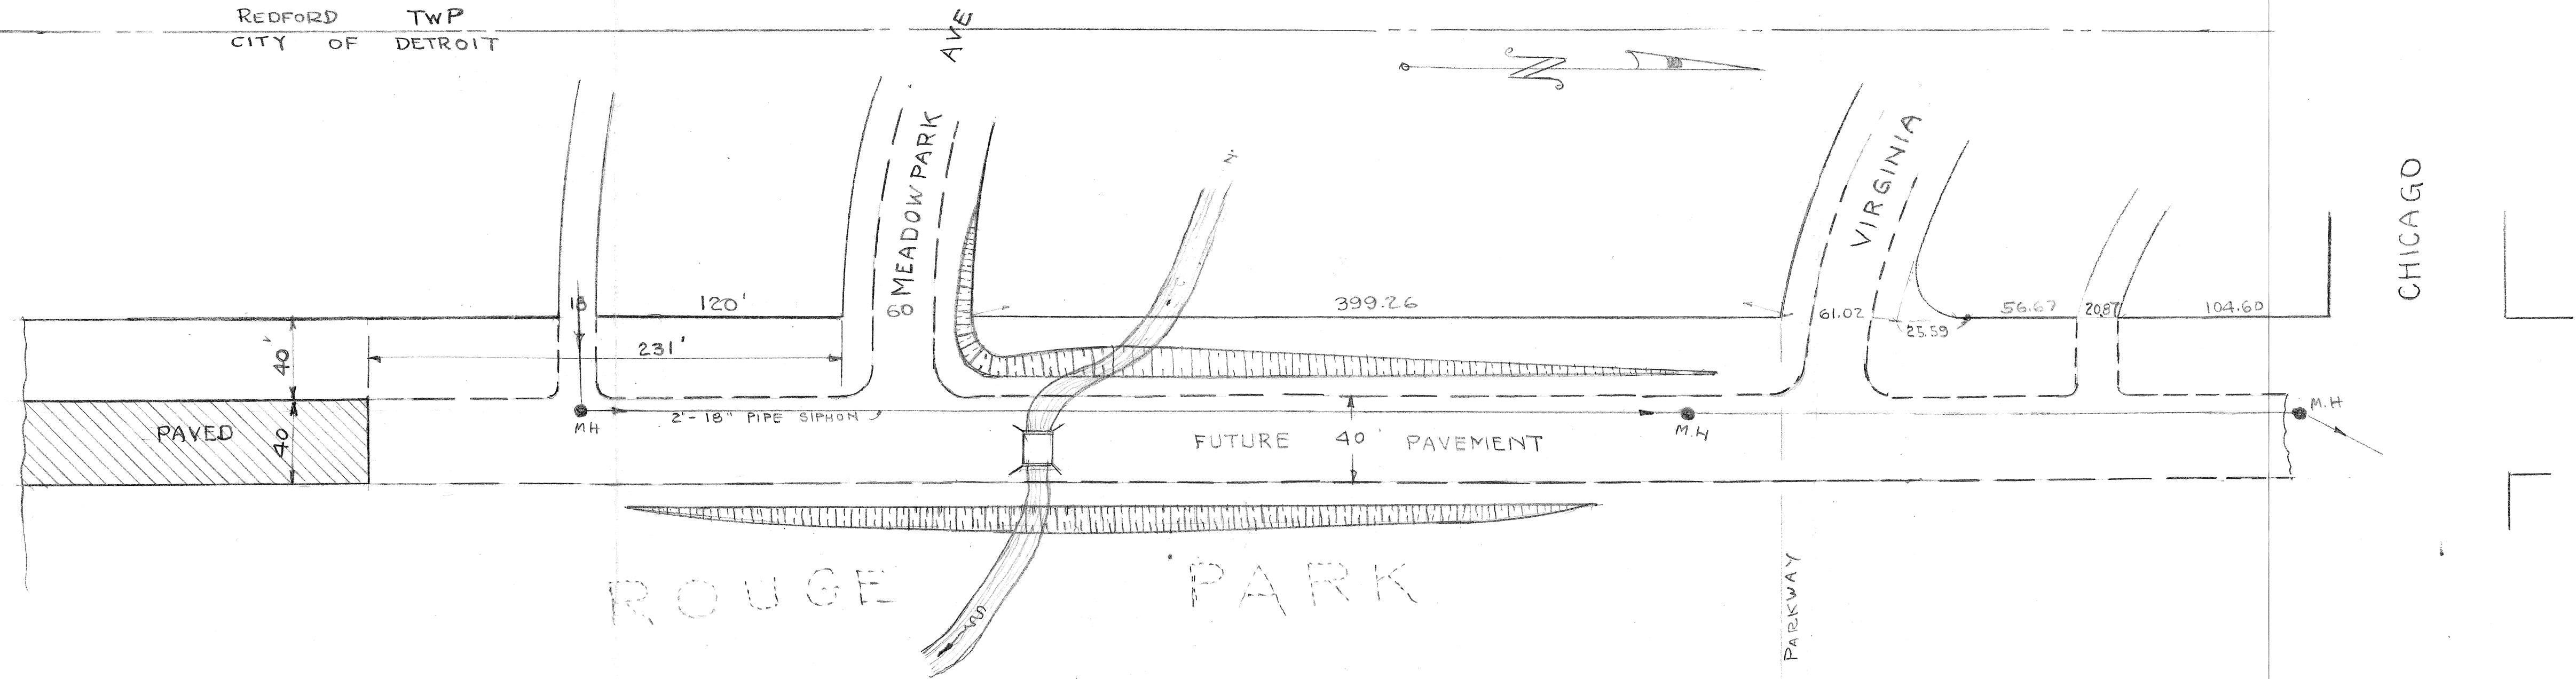 REDFORD TWP
CITY OF DETROIT
AVE
N
MEADOWPARK
VIRGINIA
CHICAGO
18
120'
60
399.26
61.02
25.59
56.67
20.87
104.60
231'
40'
40
PAVED
MH
2'-18" PIPE SIPHON
FUTURE 40' PAVEMENT
M.H
M.H
ROUGE PARK
PARKWAY